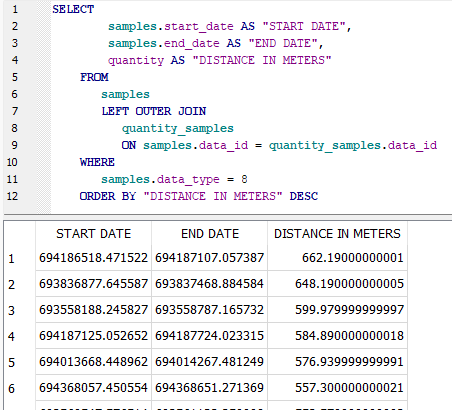 1 SELECT
2 samples.start_date AS "START DATE",
3 samples.end_date AS "END DATE",
4 quantity AS "DISTANCE IN METERS"
5 FROM
6 samples
7 LEFT OUTER JOIN
8 quantity_samples
9 ON samples.data_id = quantity_samples.data_id
10 WHERE
11 samples.data_type = 8
12 ORDER BY "DISTANCE IN METERS" DESC
START DATE END DATE DISTANCE IN METERS
1 694186518.471522 694187107.057387 662.19000000001
2 693836877.645587 693837468.884584 648.190000000005
3 693558188.245827 693558787.165732 599.979999999997
4 694187125.052652 694187724.023315 584.890000000018
5 694013668.448962 694014267.481249 576.939999999991
6 694368057.450554 694368651.271369 557.300000000021